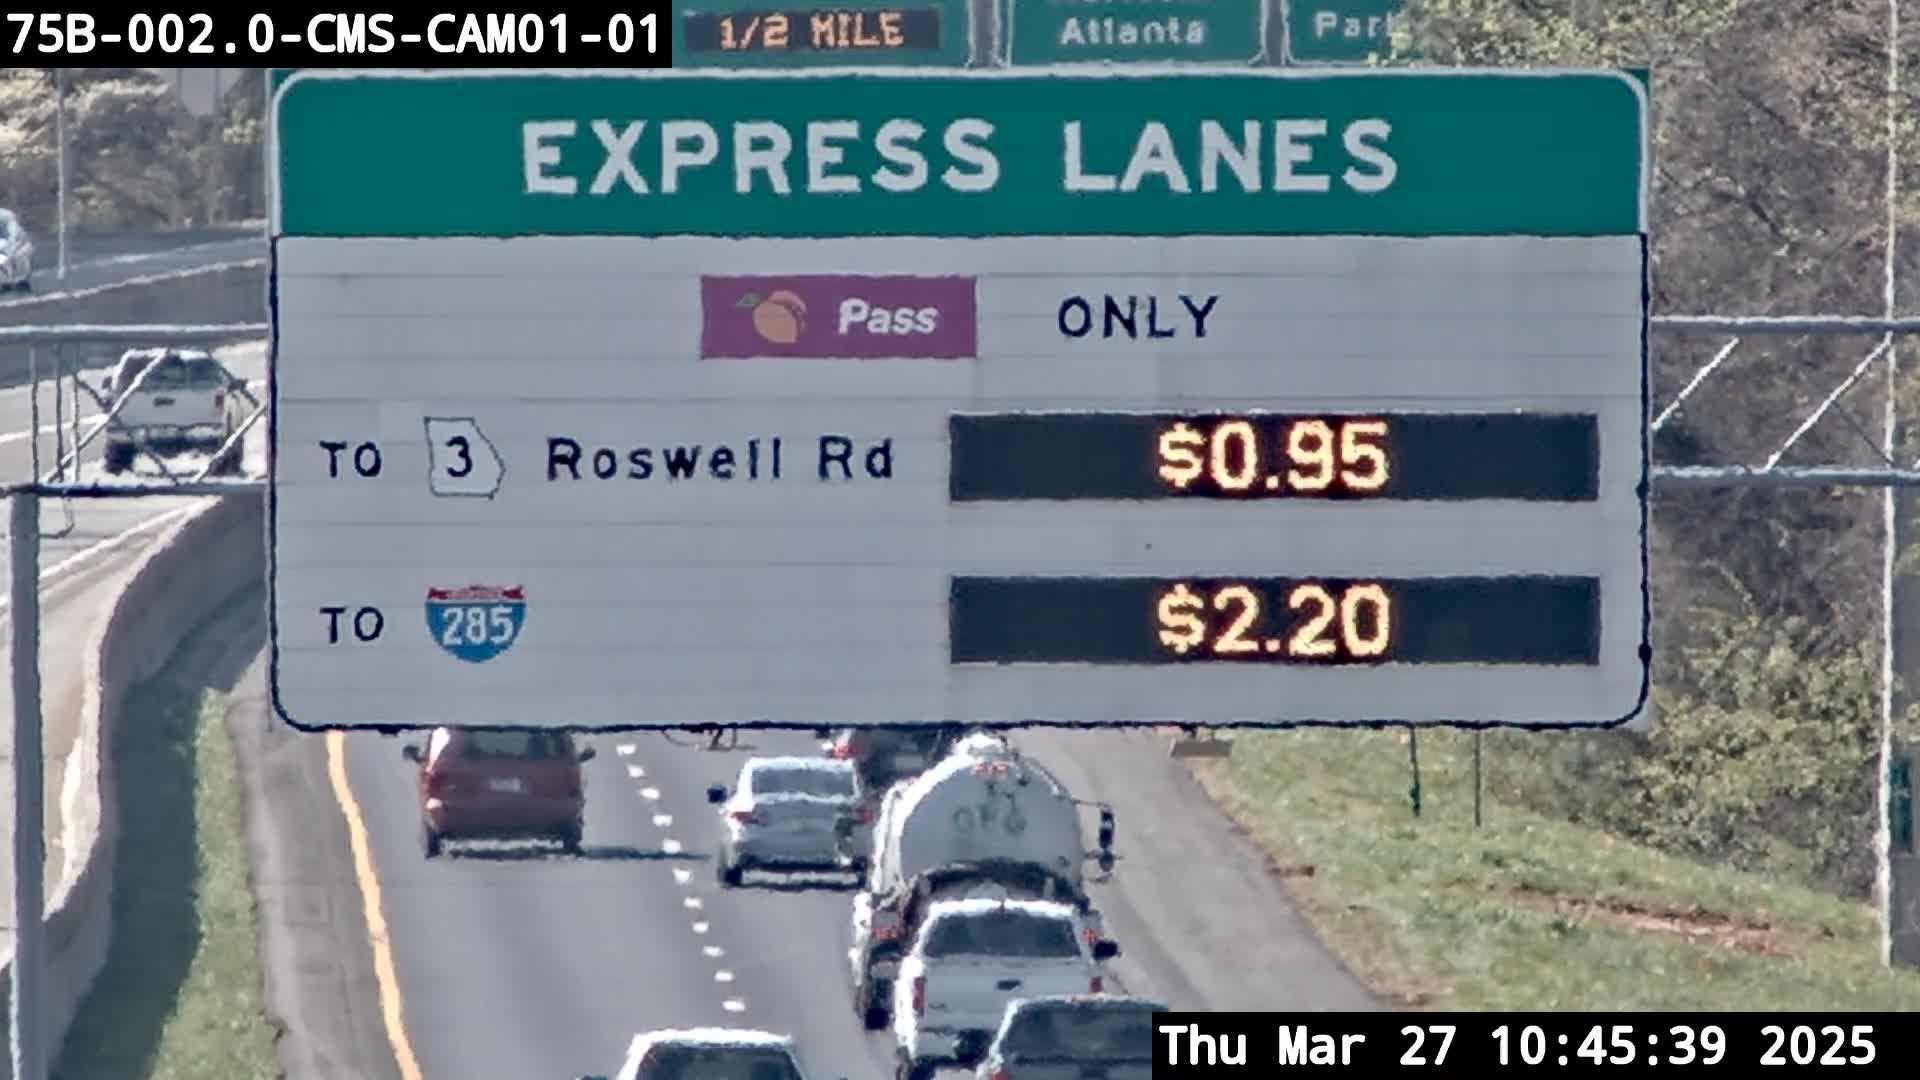 75B-002.0-CMS-CAM01-01
1/2 MILE
Atlanta
EXPRESS LANES
Pass ONLY
TO 3 Roswell Rd $0.95
TO 285 $2.20
Thu Mar 27 10:45:39 2025